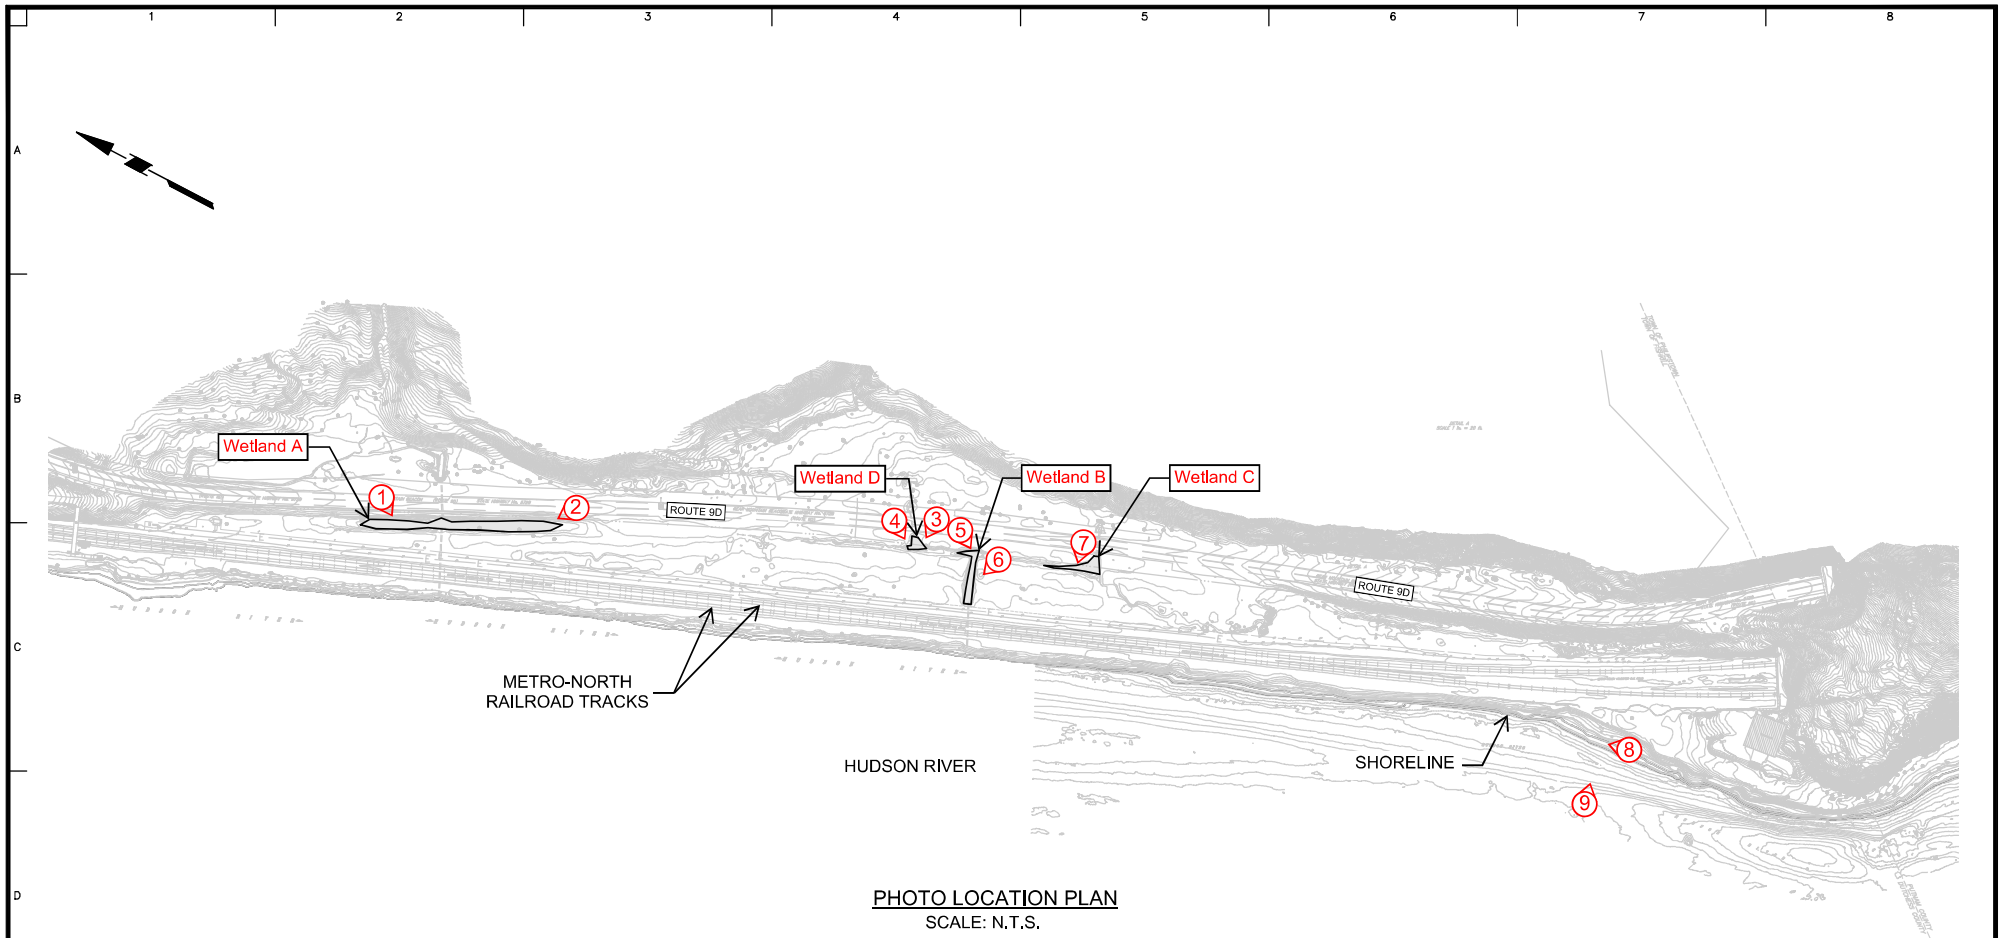 1 2 3 4 5 6 7 8
A
B
Wetland A
Wetland D
Wetland B
Wetland C
1
2
ROUTE 9D
4
3
5
6
7
ROUTE 9D
C
METRO-NORTH
RAILROAD TRACKS
HUDSON RIVER
SHORELINE
8
9
D
PHOTO LOCATION PLAN
SCALE: N.T.S.